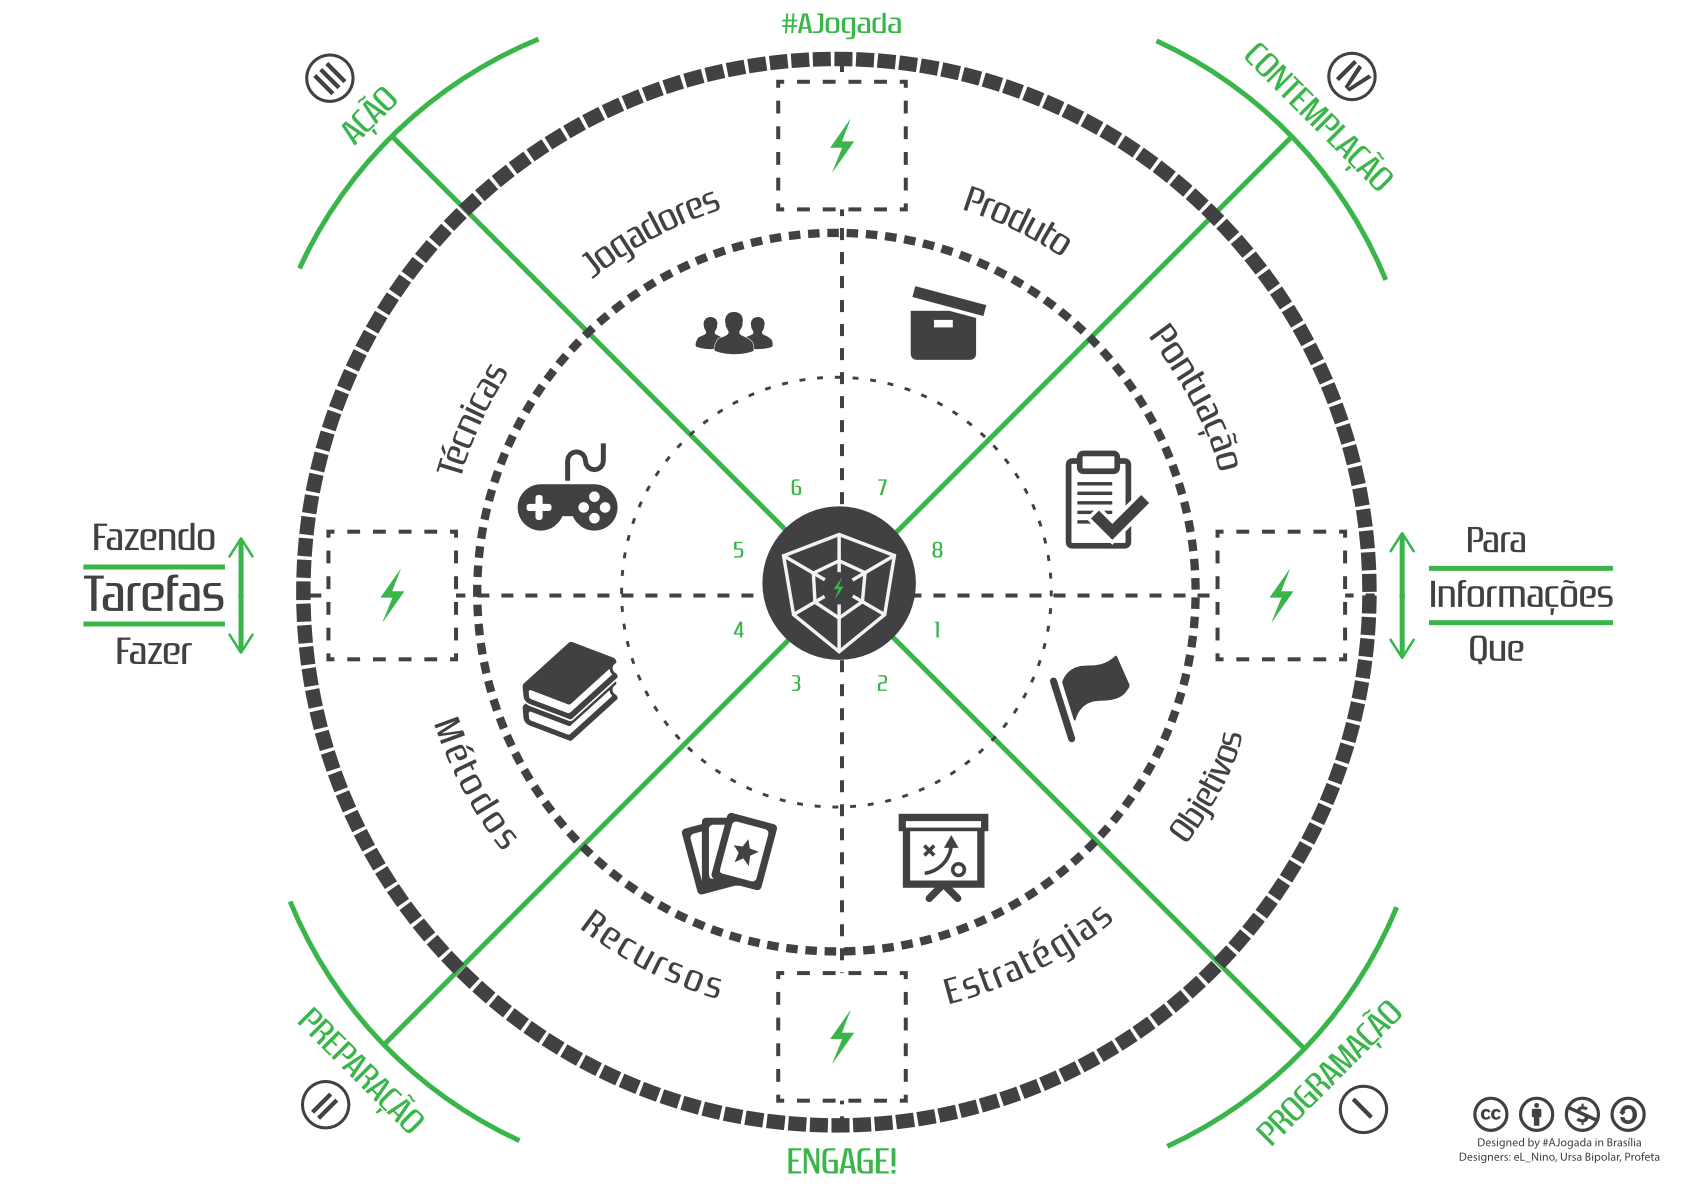 #AJogada
III
AÇÃO
IV
CONTEMPLAÇÃO
Jogadores
Produto
Técnicas
Pontuação
6
7
5
8
4
1
3
2
Fazendo
Tarefas
Fazer
Para
Informações
Que
Métodos
Objetivos
Recursos
Estratégias
PREPARAÇÃO
II
PROGRAMAÇÃO
I
ENGAGE!
cc
Designed by #AJogada in Brasília
Designers: eL_Nino, Ursa Bipolar, Profeta